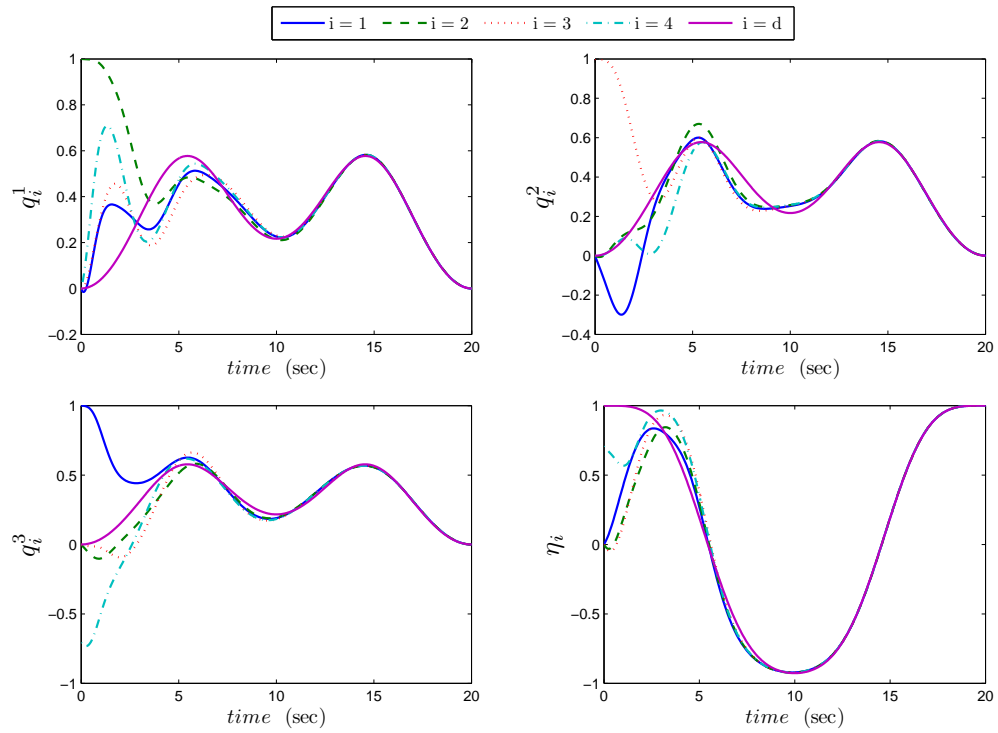 i = 1 i = 2 i = 3 i = 4 i = d
1
0.8
0.6
0.4
0.2
0
−0.2
0 5 10 15 20
q_i^1
time (sec)
1
0.8
0.6
0.4
0.2
0
−0.2
−0.4
0 5 10 15 20
q_i^2
time (sec)
1
0.5
0
−0.5
−1
0 5 10 15 20
q_i^3
time (sec)
1
0.5
0
−0.5
−1
0 5 10 15 20
η_i
time (sec)